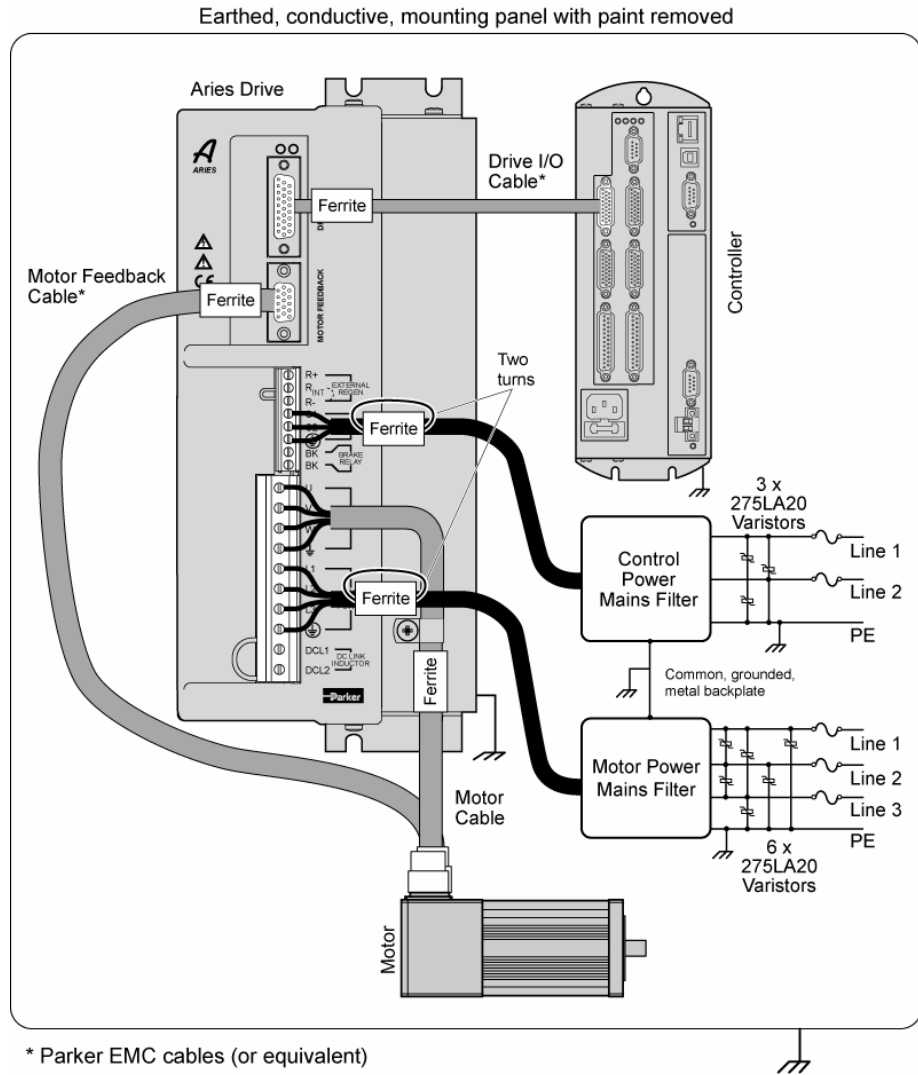 Earthed, conductive, mounting panel with paint removed
Aries Drive
A
ARIES
Drive I/O
Cable*
Ferrite
Controller
Motor Feedback
Cable*
Ferrite
MOTOR FEEDBACK
Two
turns
R+
RINT
EXTERNAL
REGEN
R-
Ferrite
BK
BRAKE
RELAY
BK
U
V
W
L1
Ferrite
DCL1
DC LINK
INDUCTOR
DCL2
Parker
Ferrite
3 x
275LA20
Varistors
Control
Power
Mains Filter
Line 1
Line 2
PE
Common, grounded,
metal backplate
Motor Power
Mains Filter
Line 1
Line 2
Line 3
PE
6 x
275LA20
Varistors
Motor
Cable
Motor
* Parker EMC cables (or equivalent)